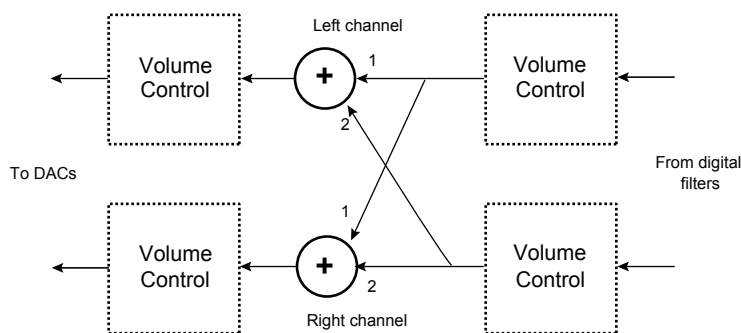 Left channel
Volume
Control
+
1
Volume
Control
2
To DACs
From digital
filters
Volume
Control
1
+
2
Volume
Control
Right channel